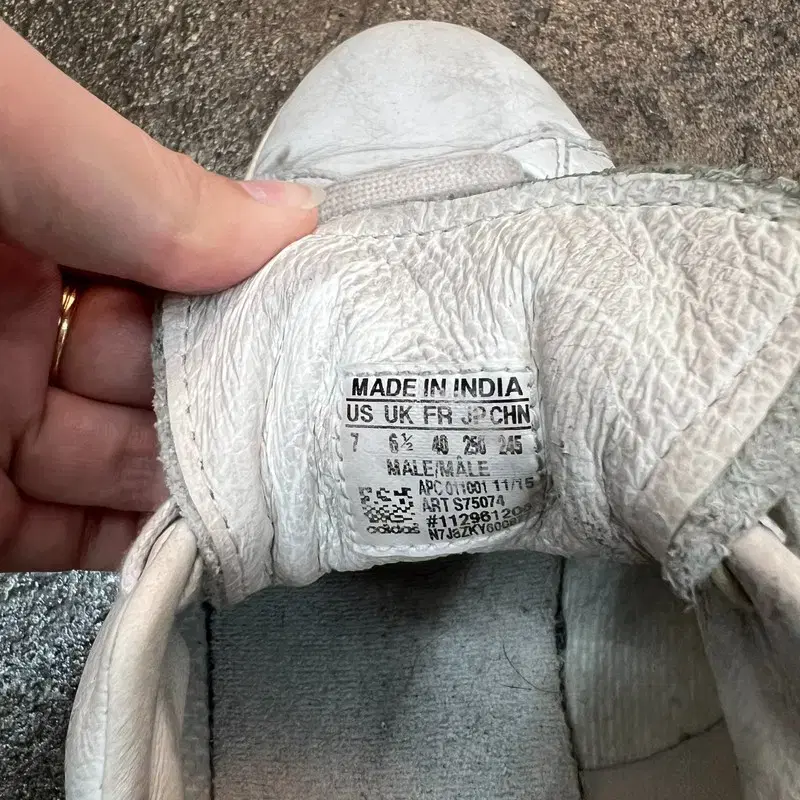 MADE IN INDIA
US UK FR JP CHN
7 6½ 40 250 245
MALE/MÂLE
APC 011001 11/15
ART S75074
adidas